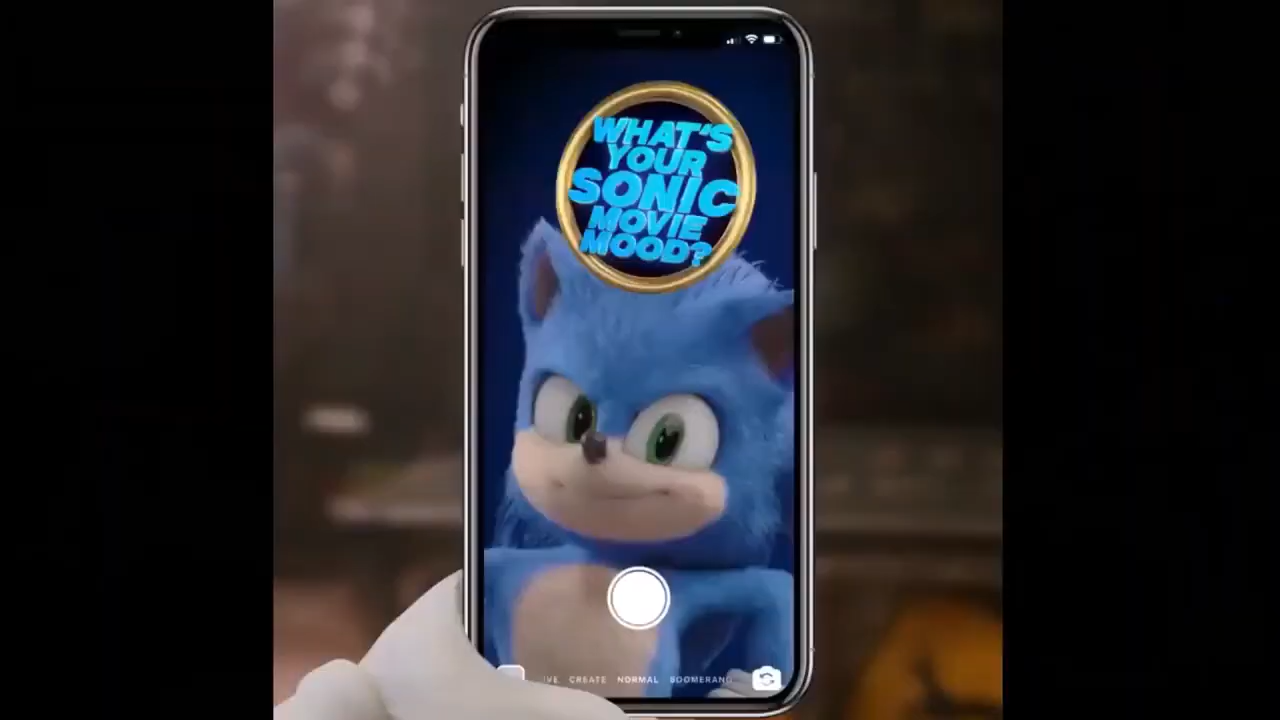 WHAT'S
YOUR
SONIC
MOVIE
MOOD?
CREATE NORMAL BOOMERANG